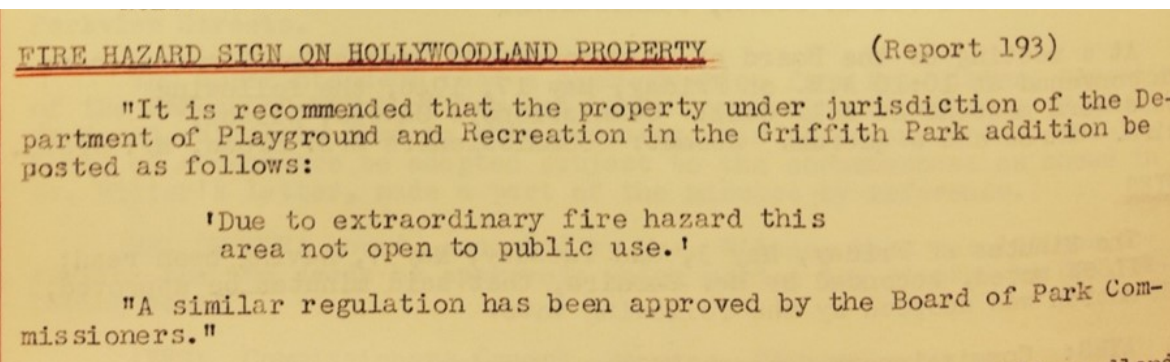 FIRE HAZARD SIGN ON HOLLYWOODLAND PROPERTY (Report 193)
"It is recommended that the property under jurisdiction of the De-
partment of Playground and Recreation in the Griffith Park addition be
posted as follows:
'Due to extraordinary fire hazard this
area not open to public use.'
"A similar regulation has been approved by the Board of Park Com-
missioners."